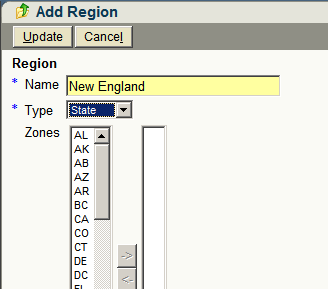 Add Region
Update Cancel
Region
* Name New England
* Type State
Zones
AL
AK
AB
AZ
AR
BC
CA
CO
CT
DE
DC
->
<-